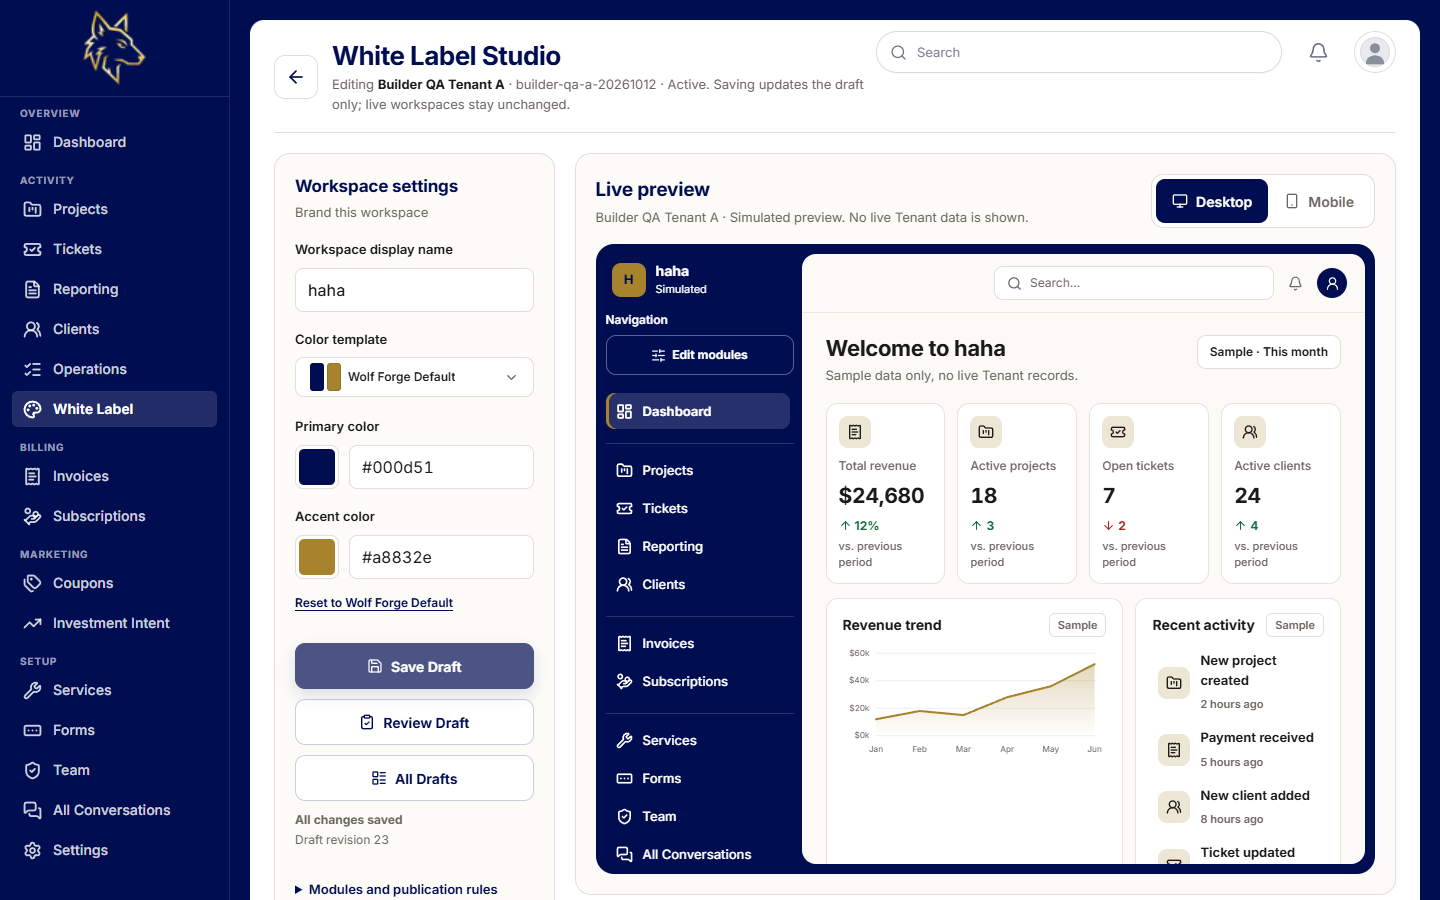 OVERVIEW
Dashboard
ACTIVITY
Projects
Tickets
Reporting
Clients
Operations
White Label
BILLING
Invoices
Subscriptions
MARKETING
Coupons
Investment Intent
SETUP
Services
Forms
Team
All Conversations
Settings
White Label Studio
Editing Builder QA Tenant A · builder-qa-a-20261012 · Active. Saving updates the draft
only; live workspaces stay unchanged.
Search
Workspace settings
Brand this workspace
Workspace display name
haha
Color template
Wolf Forge Default
Primary color
#000d51
Accent color
#a8832e
Reset to Wolf Forge Default
Save Draft
Review Draft
All Drafts
All changes saved
Draft revision 23
Modules and publication rules
Live preview
Builder QA Tenant A · Simulated preview. No live Tenant data is shown.
Desktop
Mobile
H
haha
Simulated
Navigation
Edit modules
Dashboard
Projects
Tickets
Reporting
Clients
Invoices
Subscriptions
Services
Forms
Team
All Conversations
Search...
Welcome to haha
Sample data only, no live Tenant records.
Sample · This month
Total revenue
$24,680
↑ 12%
vs. previous
period
Active projects
18
↑ 3
vs. previous
period
Open tickets
7
↓ 2
vs. previous
period
Active clients
24
↑ 4
vs. previous
period
Revenue trend
Sample
$60k
$40k
$20k
$0k
Jan Feb Mar Apr May Jun
Recent activity
Sample
New project
created
2 hours ago
Payment received
5 hours ago
New client added
8 hours ago
Ticket updated